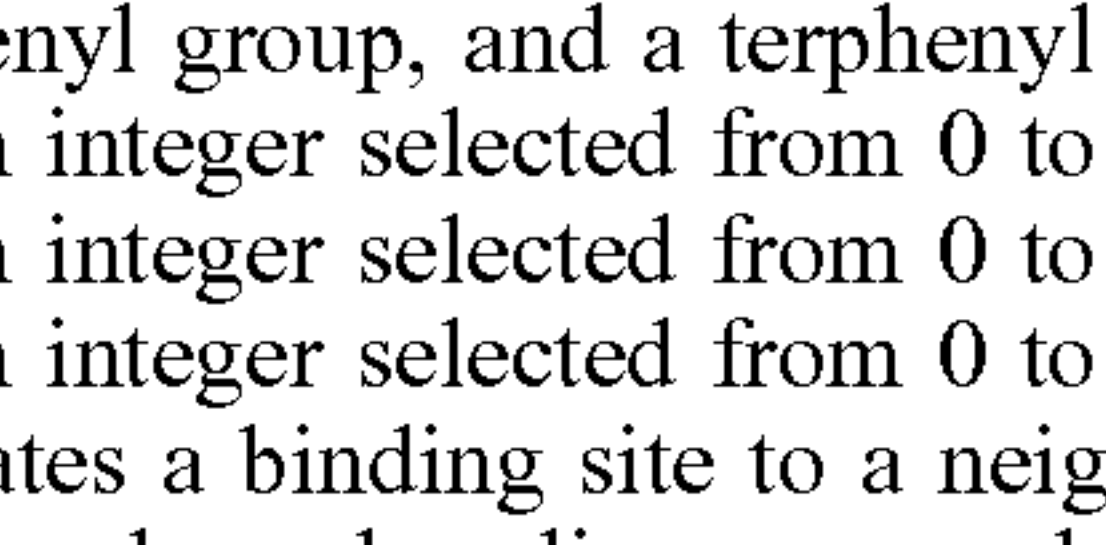 enyl group, and a terphenyl
integer selected from 0 to
integer selected from 0 to
integer selected from 0 to
ates a binding site to a neig